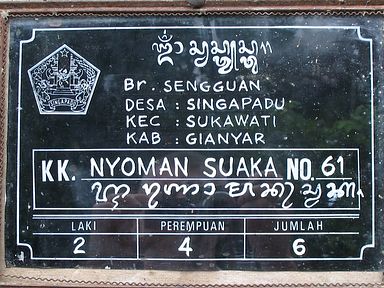 SINGAPADU
Br. SENGGUAN
DESA : SINGAPADU
KEC : SUKAWATI
KAB : GIANYAR
KK. NYOMAN SUAKA NO. 61
LAKI PEREMPUAN JUMLAH
2 4 6